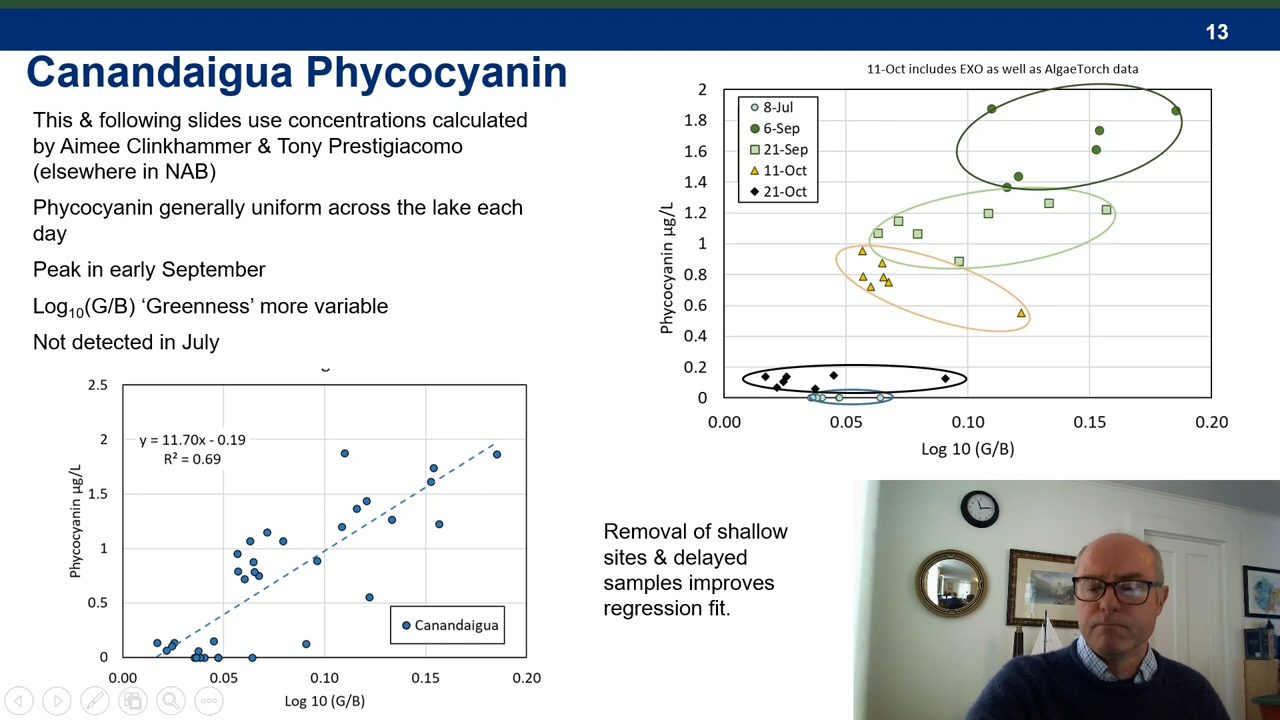 13
Canandaigua Phycocyanin
This & following slides use concentrations calculated
by Aimee Clinkhammer & Tony Prestigiacomo
(elsewhere in NAB)
Phycocyanin generally uniform across the lake each
day
Peak in early September
Log10(G/B) ‘Greenness’ more variable
Not detected in July
2.5
2
1.5
1
0.5
0
Phycocyanin µg/L
y = 11.70x - 0.19
R² = 0.69
Canandaigua
0.00 0.05 0.10 0.15 0.20
Log 10 (G/B)
11-Oct includes EXO as well as AlgaeTorch data
2
1.8
1.6
1.4
1.2
1
0.8
0.6
0.4
0.2
0
Phycocyanin µg/L
8-Jul
6-Sep
21-Sep
11-Oct
21-Oct
0.00 0.05 0.10 0.15 0.20
Log 10 (G/B)
Removal of shallow
sites & delayed
samples improves
regression fit.